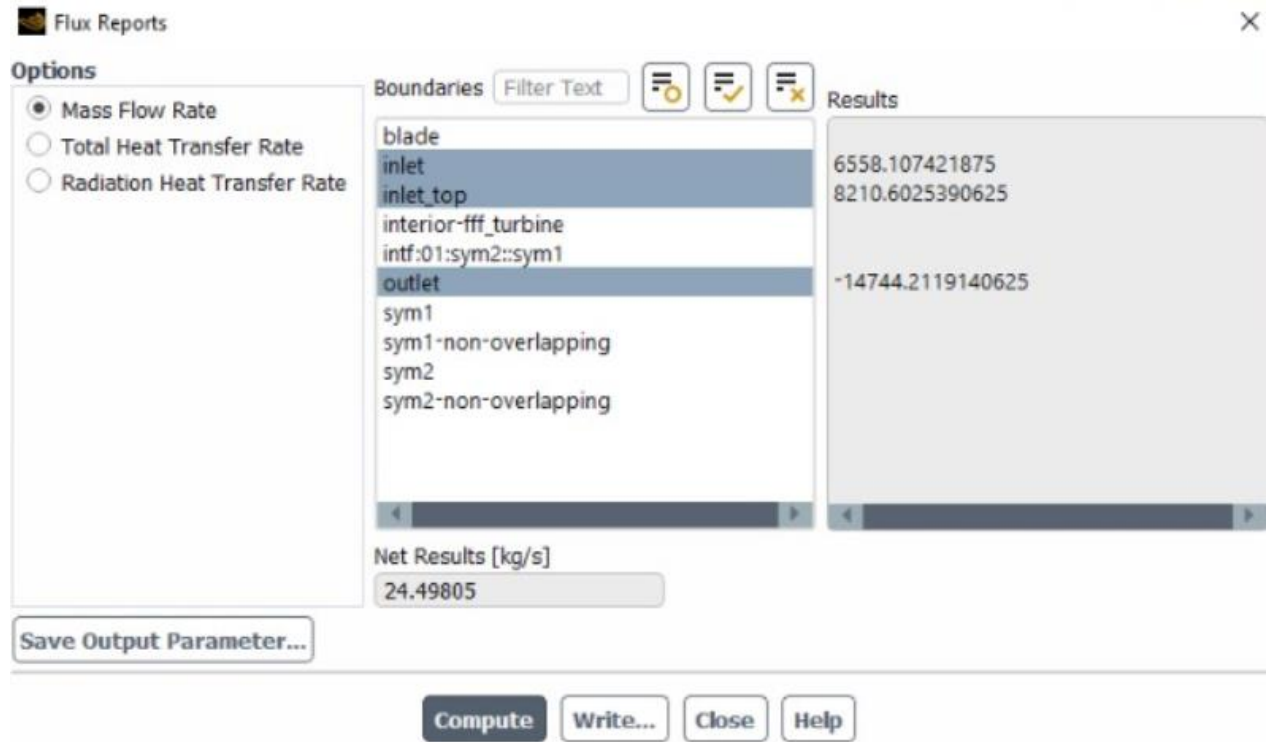 Flux Reports
Options
Mass Flow Rate
Total Heat Transfer Rate
Radiation Heat Transfer Rate
Boundaries Filter Text
blade
inlet
inlet_top
interior-fff_turbine
intf:01:sym2::sym1
outlet
sym1
sym1-non-overlapping
sym2
sym2-non-overlapping
Results
6558.107421875
8210.6025390625
-14744.2119140625
Net Results [kg/s]
24.49805
Save Output Parameter...
Compute Write... Close Help